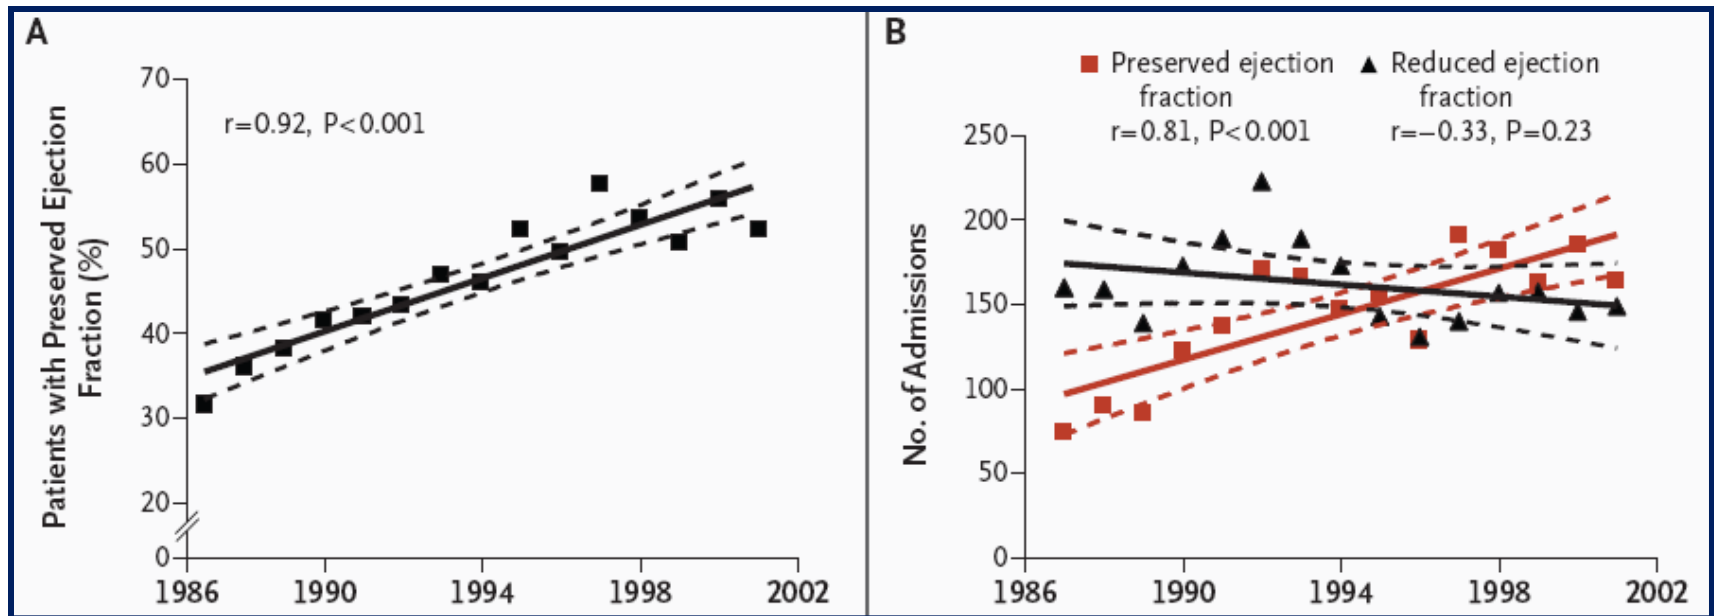 A
Patients with Preserved Ejection
Fraction (%)
70
60
50
40
30
20
0
r=0.92, P<0.001
1986 1990 1994 1998 2002
B
Preserved ejection
fraction
r=0.81, P<0.001
Reduced ejection
fraction
r=−0.33, P=0.23
No. of Admissions
250
200
150
100
50
0
1986 1990 1994 1998 2002